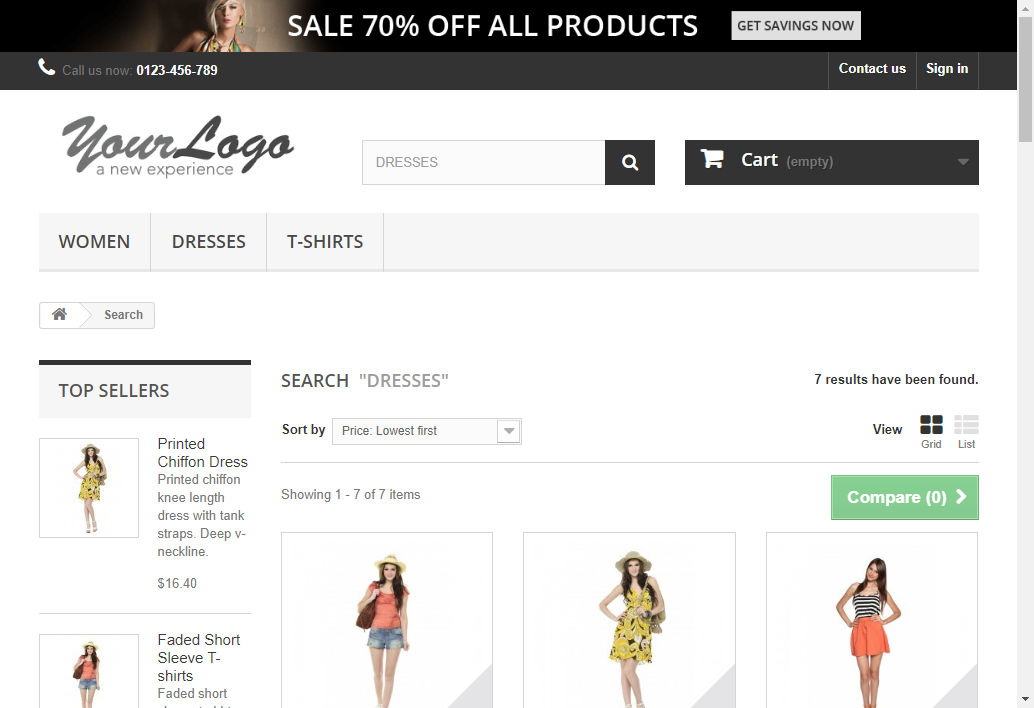 SALE 70% OFF ALL PRODUCTS
GET SAVINGS NOW
Call us now: 0123-456-789
Contact us
Sign in
YourLogo
a new experience
DRESSES
Cart (empty)
WOMEN
DRESSES
T-SHIRTS
Search
TOP SELLERS
Printed
Chiffon Dress
Printed chiffon
knee length
dress with tank
straps. Deep v-
neckline.
$16.40
Faded Short
Sleeve T-
shirts
Faded short
SEARCH "DRESSES"
7 results have been found.
Sort by
Price: Lowest first
View
Grid
List
Showing 1 - 7 of 7 items
Compare (0)